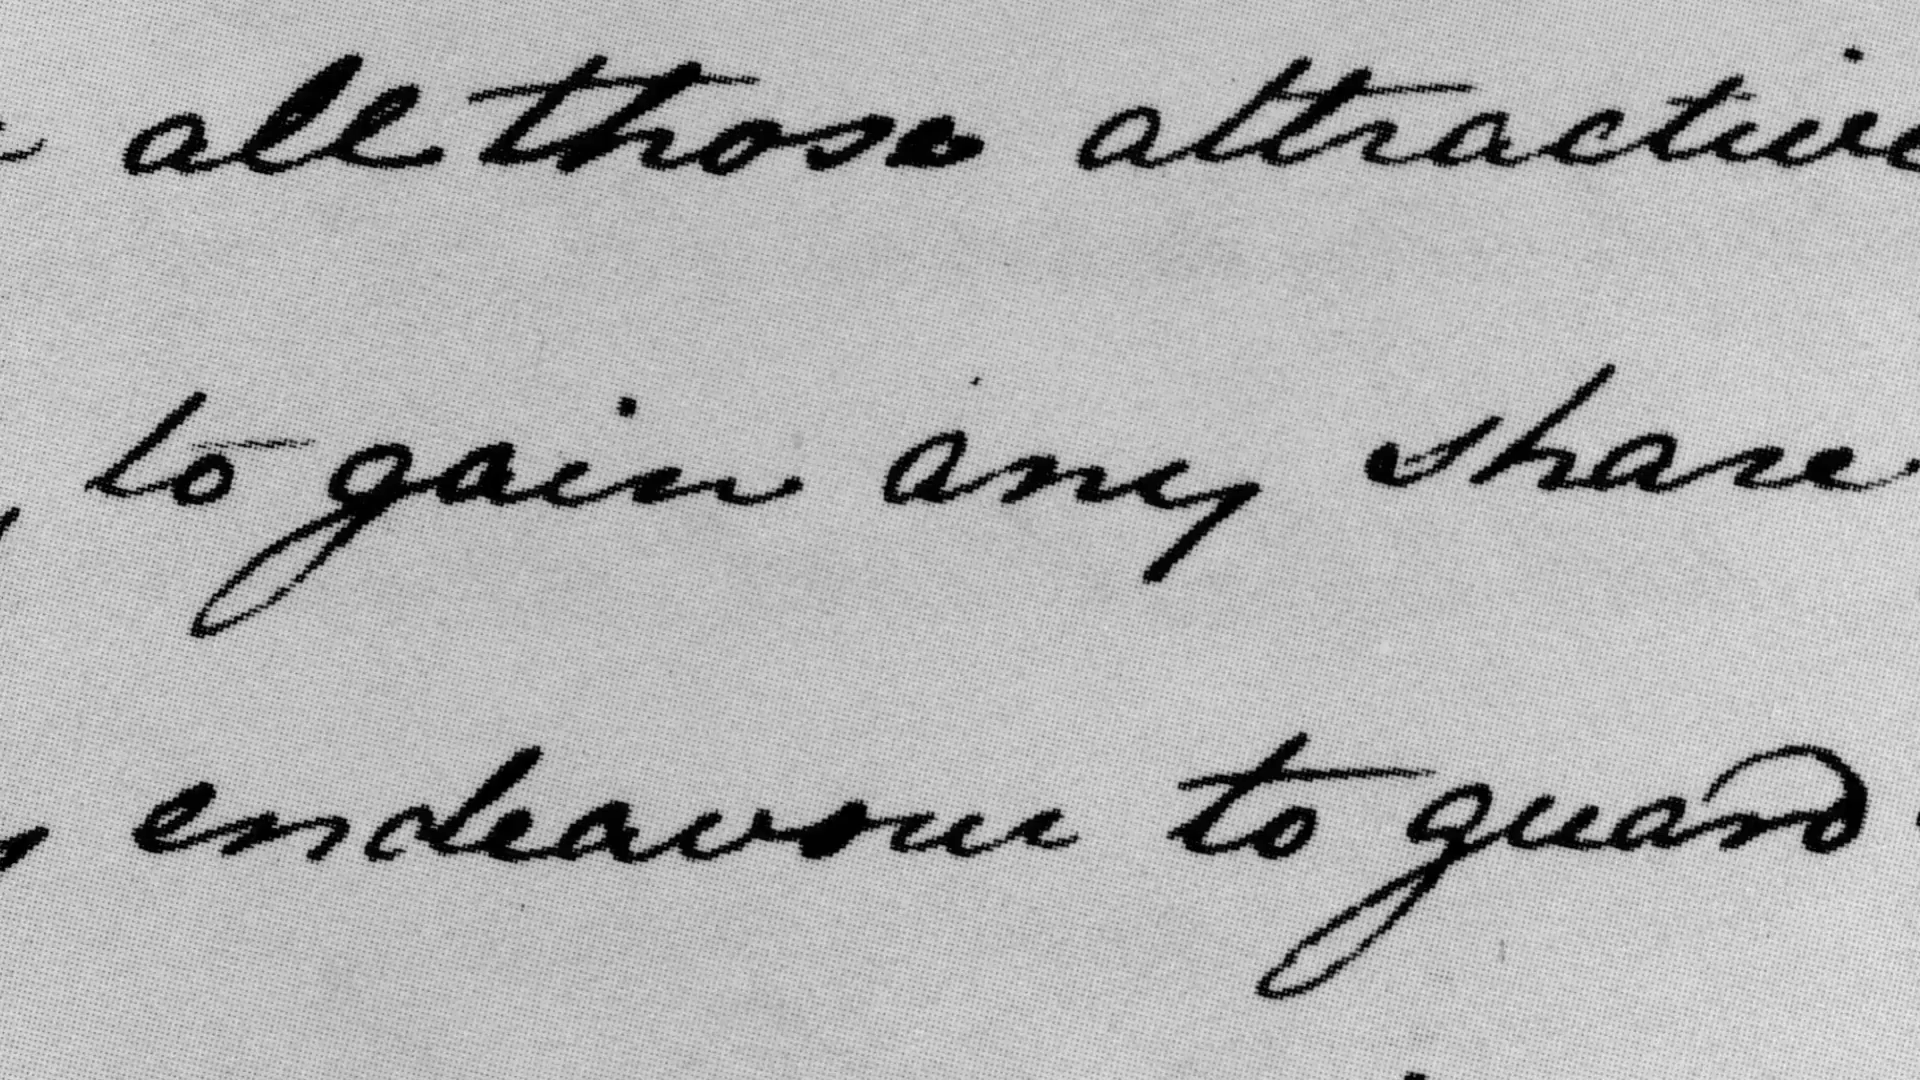 all those attractive
to gain any share
endeavour to guard